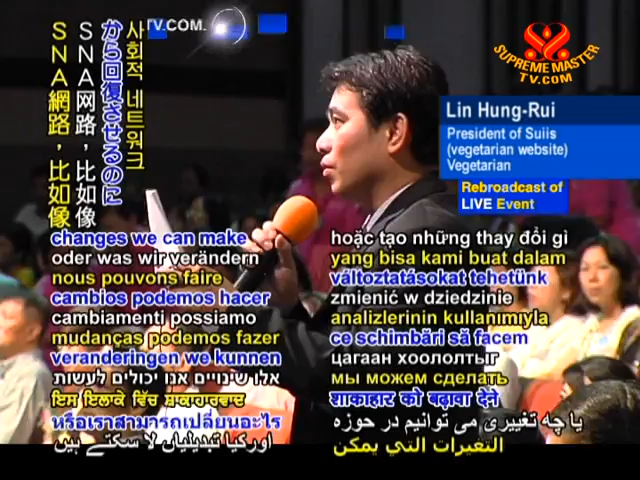 사회적 네트워크
から回復させるのに
SNA网路，比如像
SNA網路，比如像
TV.COM
SUPREME MASTER
TV.COM
Lin Hung-Rui
President of Suiis
(vegetarian website)
Vegetarian
Rebroadcast of
LIVE Event
changes we can make
oder was wir verändern
nous pouvons faire
cambios podemos hacer
cambiamenti possiamo
mudanças podemos fazer
veranderingen we kunnen
אלו שינויים אנו יכולים לעשות
ਇਸ ਇਲਾਕੇ ਵਿੱਚ ਸ਼ਾਕਾਹਾਰਵਾਦ
หรือเราสามารถเปลี่ยนอะไร
اورکیا تبدیلیاں لا سکتے ہیں
hoặc tạo những thay đổi gì
yang bisa kami buat dalam
változtatásokat tehetünk
zmienić w dziedzinie
analizlerinin kullanımıyla
ce schimbări să facem
цагаан хоололтыг
мы можем сделать
शाकाहार को बढ़ावा देने
یا چه تغییری می توانیم در حوزه
التغيرات التي يمكن